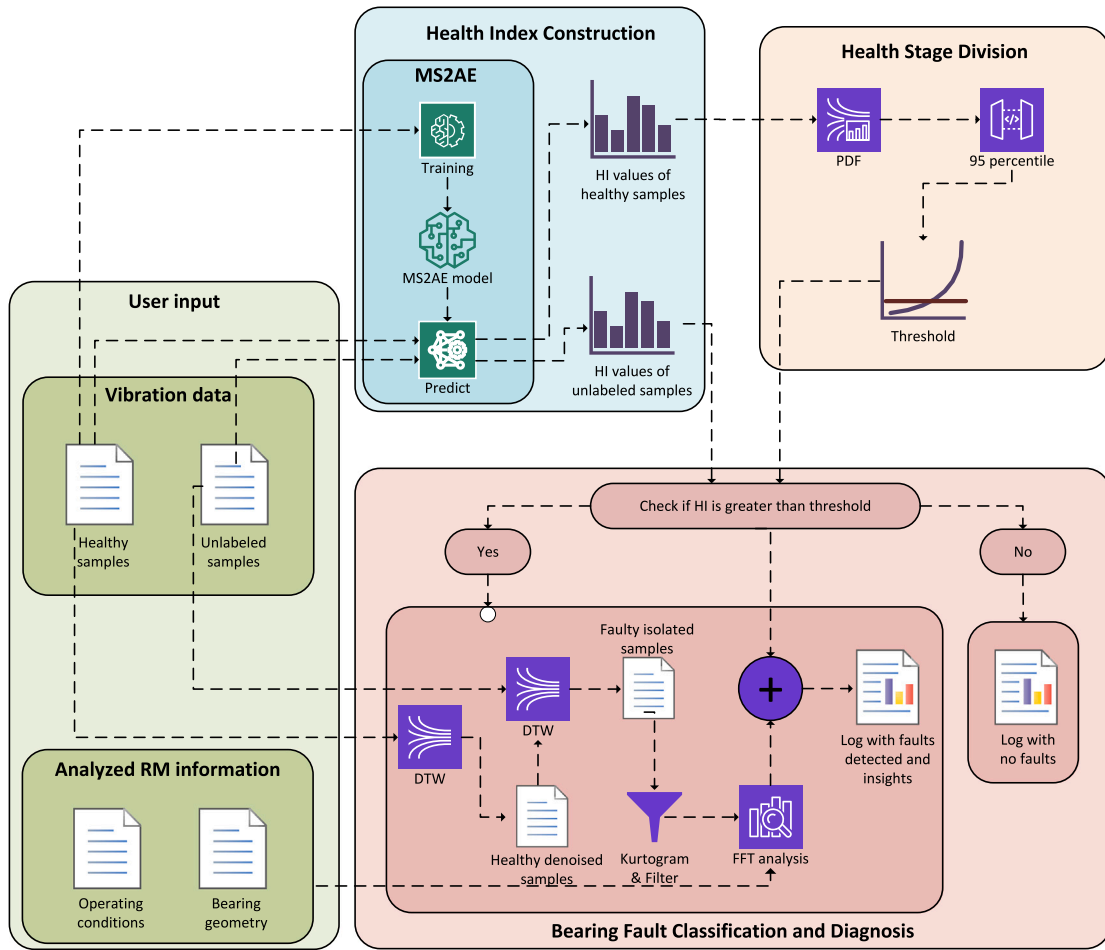 Health Index Construction
MS2AE
Training
MS2AE model
Predict
HI values of
healthy samples
HI values of
unlabeled samples
Health Stage Division
PDF
95 percentile
Threshold
User input
Vibration data
Healthy
samples
Unlabeled
samples
Analyzed RM information
Operating
conditions
Bearing
geometry
Check if HI is greater than threshold
Yes
No
Faulty isolated
samples
DTW
DTW
Healthy denoised
samples
Kurtogram
& Filter
FFT analysis
+
Log with faults
detected and
insights
Log with
no faults
Bearing Fault Classification and Diagnosis